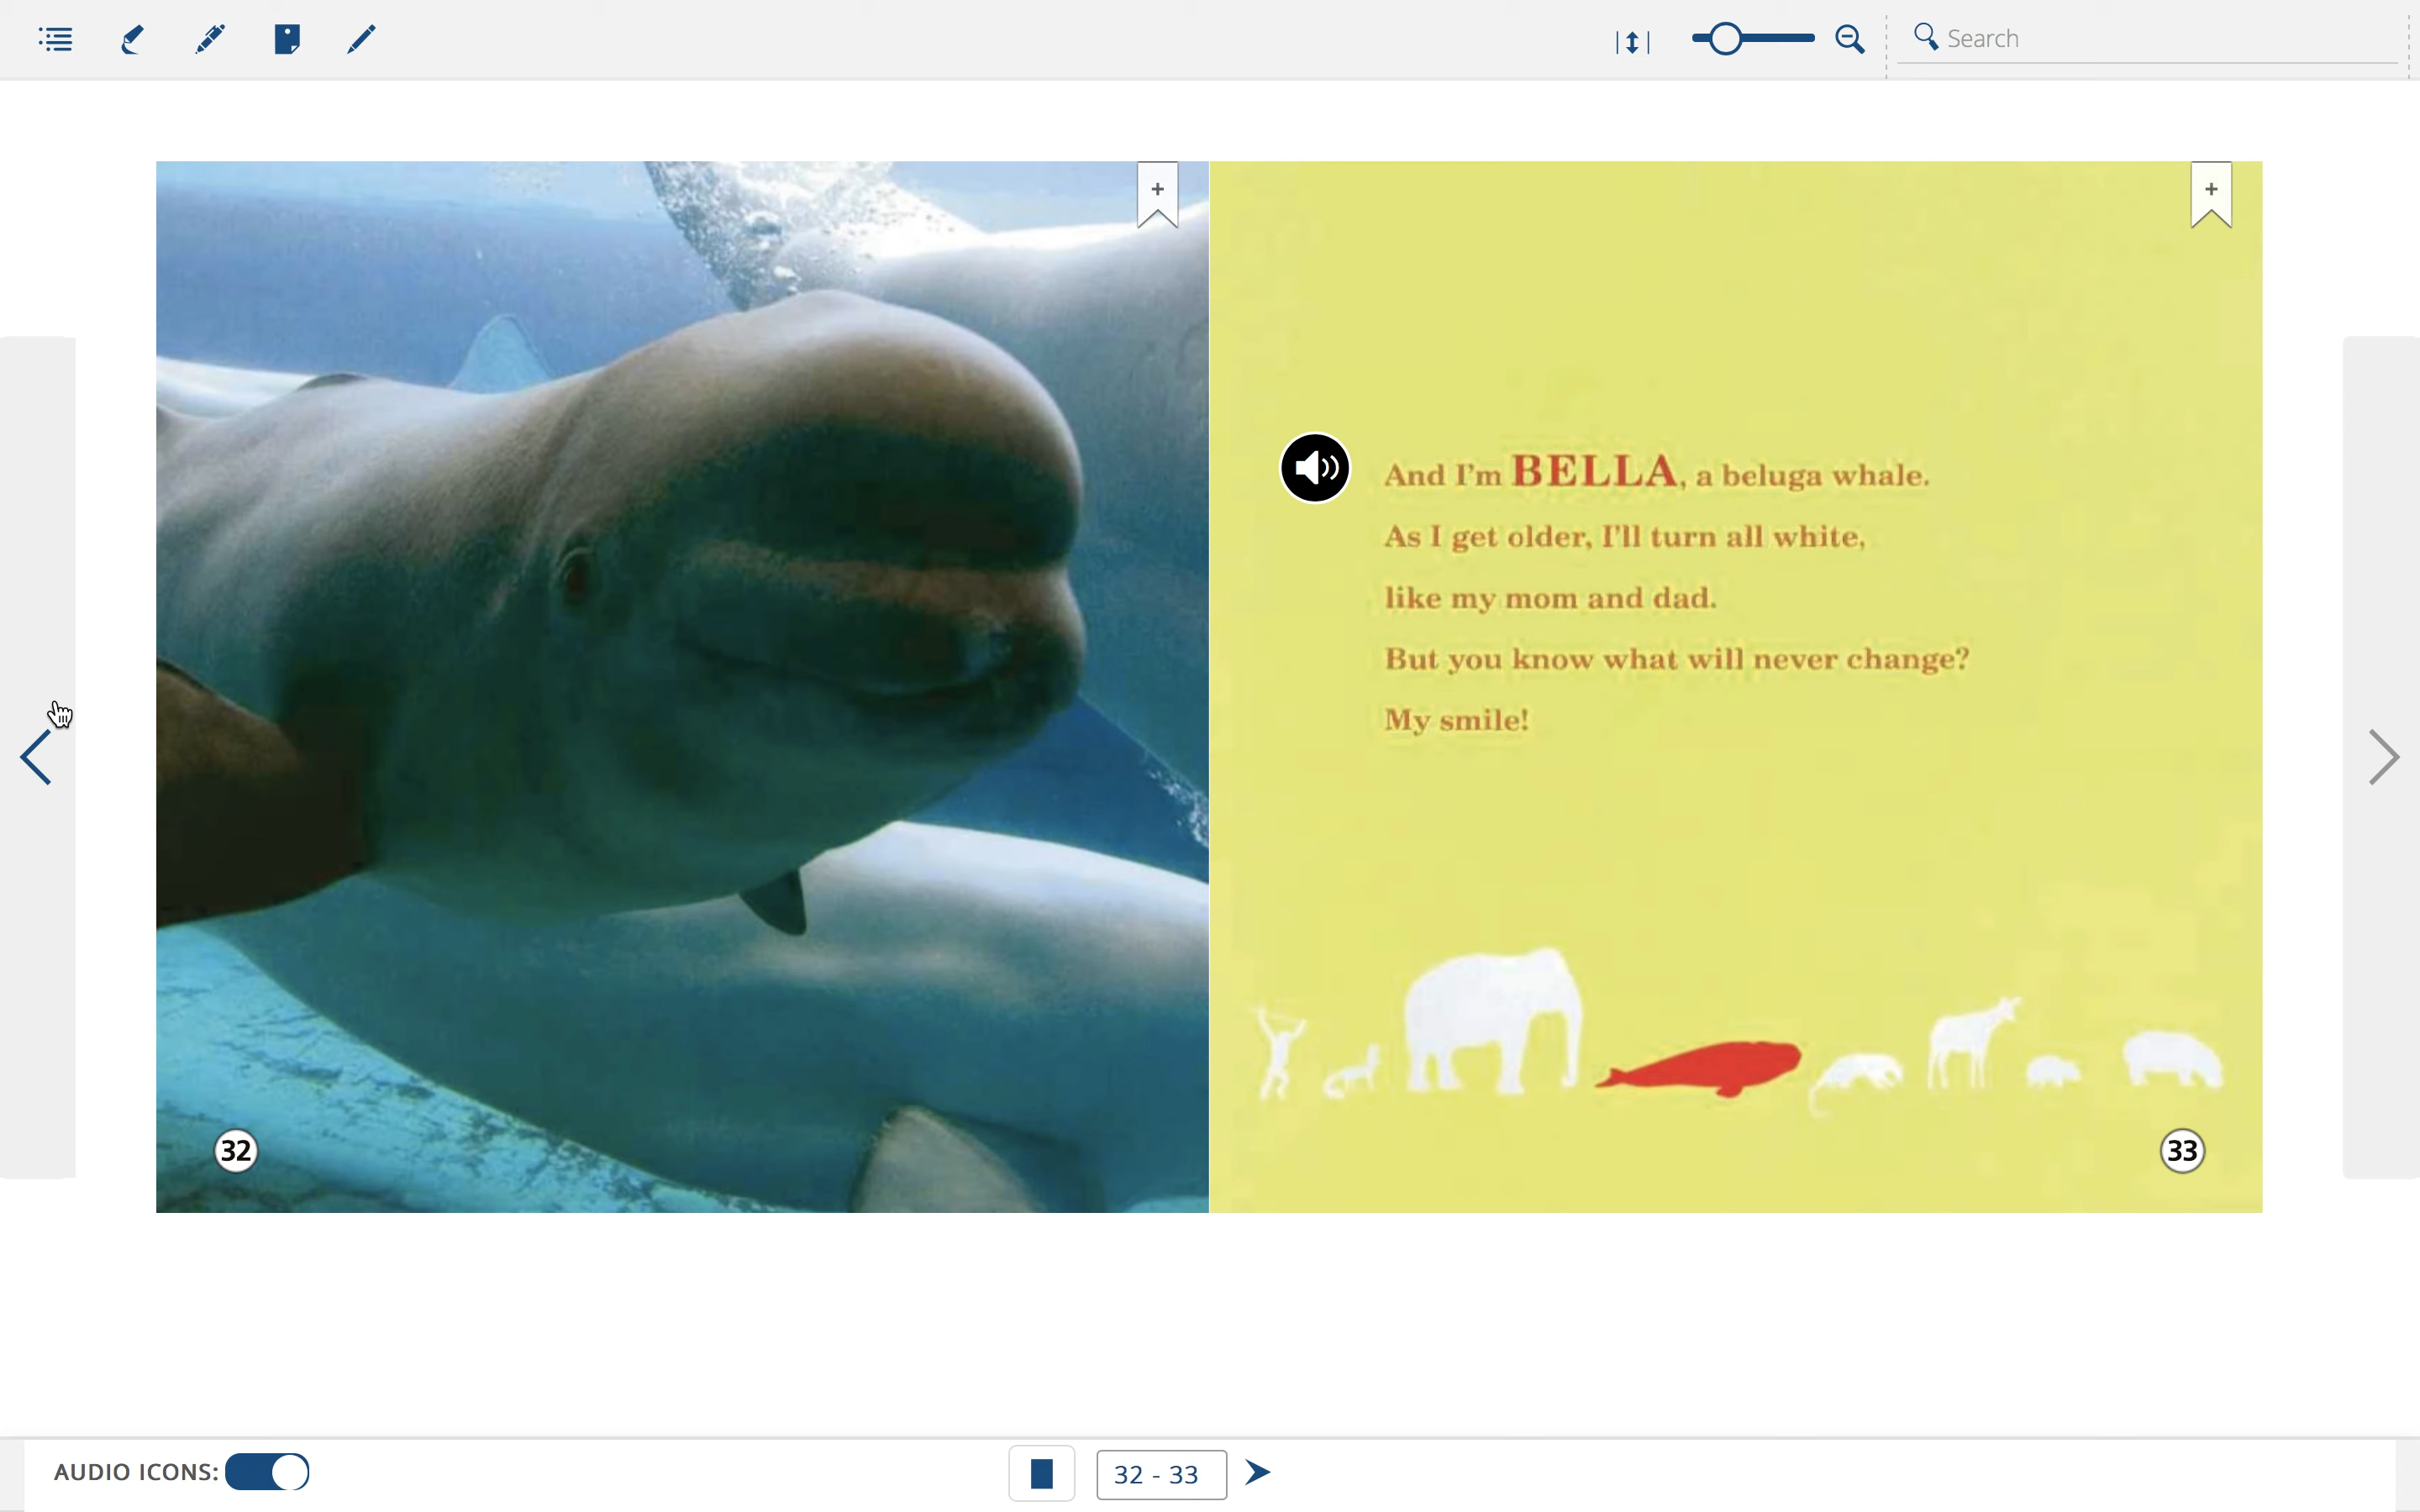 Search
+
+
And I'm BELLA, a beluga whale.
As I get older, I'll turn all white,
like my mom and dad.
But you know what will never change?
My smile!
32
33
AUDIO ICONS:
32 - 33